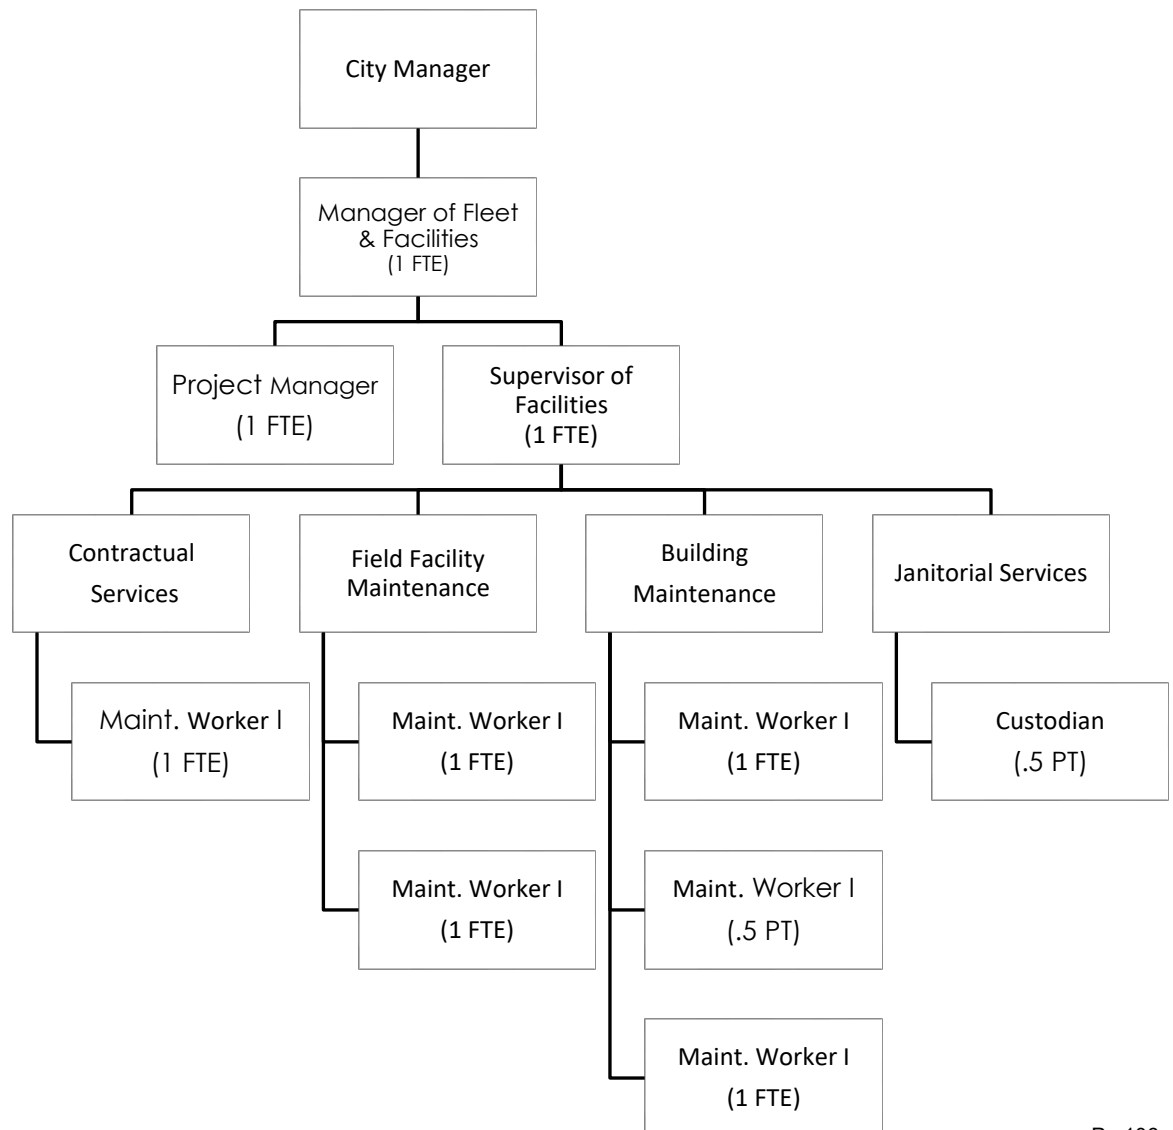 City Manager
Manager of Fleet
& Facilities
(1 FTE)
Project Manager
(1 FTE)
Supervisor of
Facilities
(1 FTE)
Contractual
Services
Field Facility
Maintenance
Building
Maintenance
Janitorial Services
Maint. Worker I
(1 FTE)
Maint. Worker I
(1 FTE)
Maint. Worker I
(1 FTE)
Custodian
(.5 PT)
Maint. Worker I
(1 FTE)
Maint. Worker I
(.5 PT)
Maint. Worker I
(1 FTE)